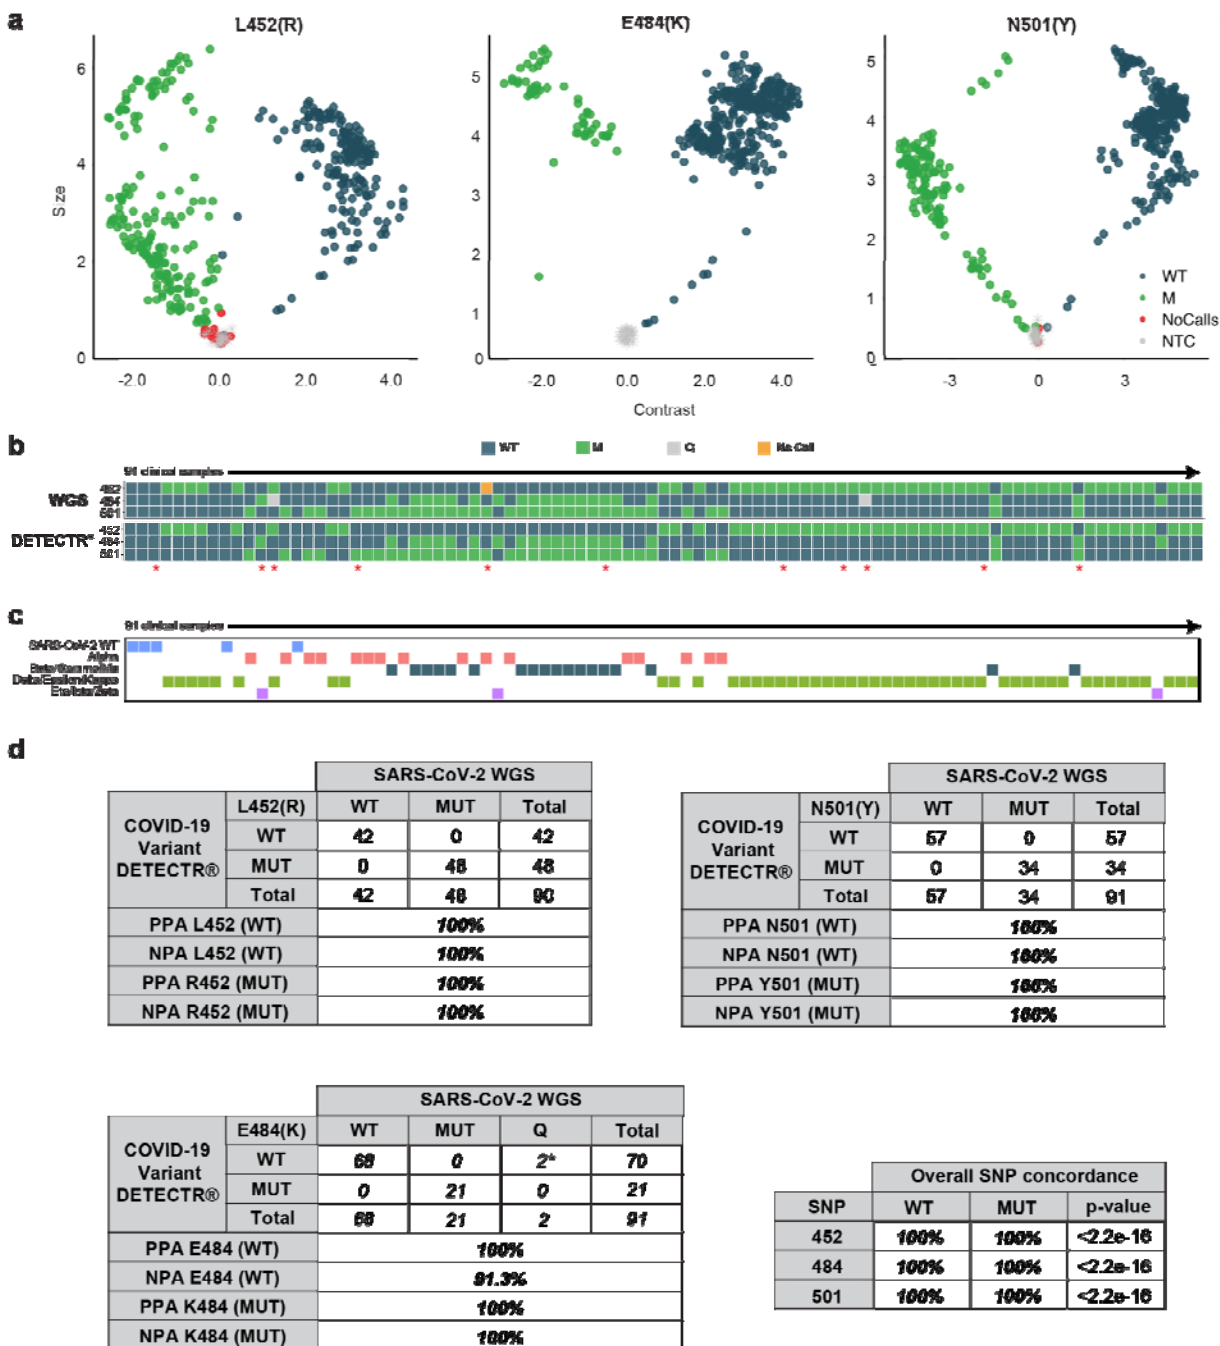 a
L452(R)
E484(K)
N501(Y)
Size
6
4
2
0
-2.0 0.0 2.0 4.0
5
4
3
2
1
0
-2.0 0.0 2.0 4.0
Contrast
5
4
3
2
1
0
-3 0 3
WT
M
NoCalls
NTC
b
WT M Q No Call
91 clinical samples
WGS
452
484
501
DETECTR®
452
484
501
* * * * * * * * * * *
c
91 clinical samples
SARS-CoV-2 WT
Alpha
Beta/Gamma/Mu
Delta/Epsilon/Kappa
Eta/Iota/Zeta
d
SARS-CoV-2 WGS
COVID-19 Variant DETECTR® L452(R) WT MUT Total
WT 42 0 42
MUT 0 48 48
Total 42 48 90
PPA L452 (WT) 100%
NPA L452 (WT) 100%
PPA R452 (MUT) 100%
NPA R452 (MUT) 100%
SARS-CoV-2 WGS
COVID-19 Variant DETECTR® N501(Y) WT MUT Total
WT 57 0 57
MUT 0 34 34
Total 57 34 91
PPA N501 (WT) 100%
NPA N501 (WT) 100%
PPA Y501 (MUT) 100%
NPA Y501 (MUT) 100%
SARS-CoV-2 WGS
COVID-19 Variant DETECTR® E484(K) WT MUT Q Total
WT 68 0 2* 70
MUT 0 21 0 21
Total 68 21 2 91
PPA E484 (WT) 100%
NPA E484 (WT) 91.3%
PPA K484 (MUT) 100%
NPA K484 (MUT) 100%
Overall SNP concordance
SNP WT MUT p-value
452 100% 100% <2.2e-16
484 100% 100% <2.2e-16
501 100% 100% <2.2e-16